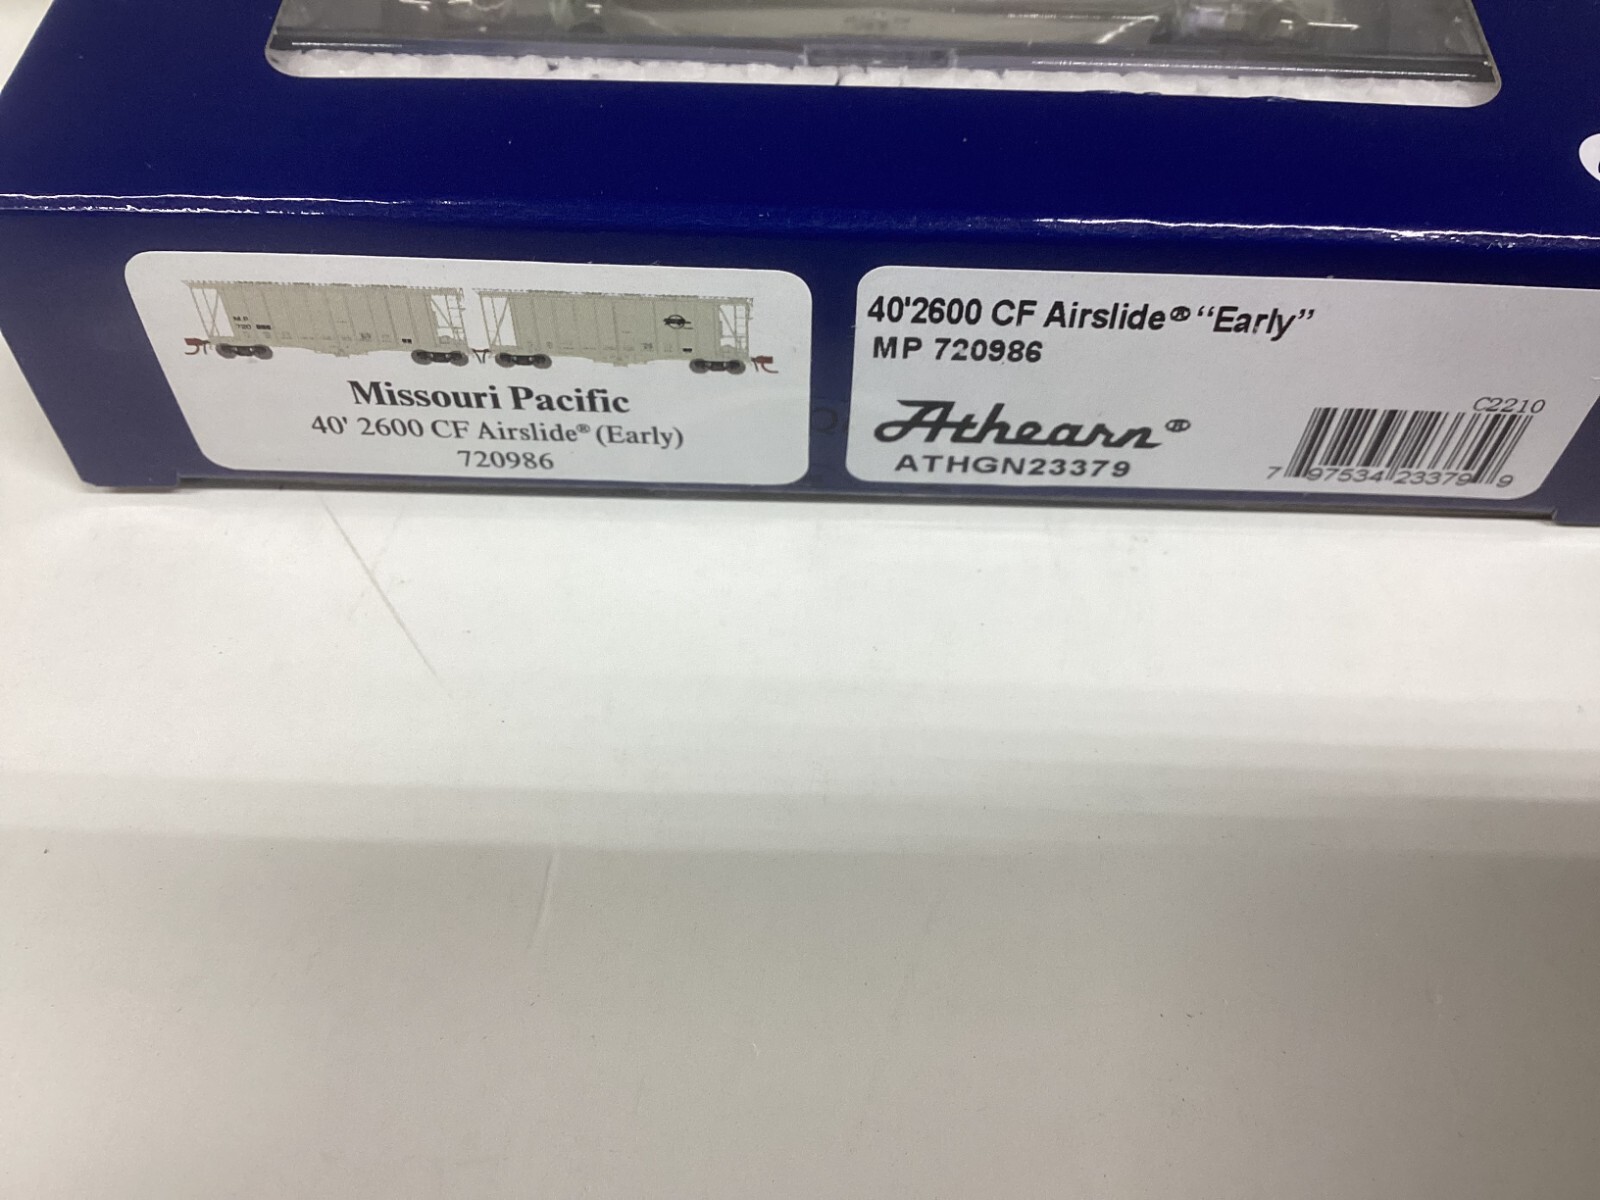 M.P.
720
Missouri Pacific
40' 2600 CF Airslide® (Early)
720986
40'2600 CF Airslide® “Early”
MP 720986
Athearn®
ATHGN23379
C2210
7 97534 23379 9